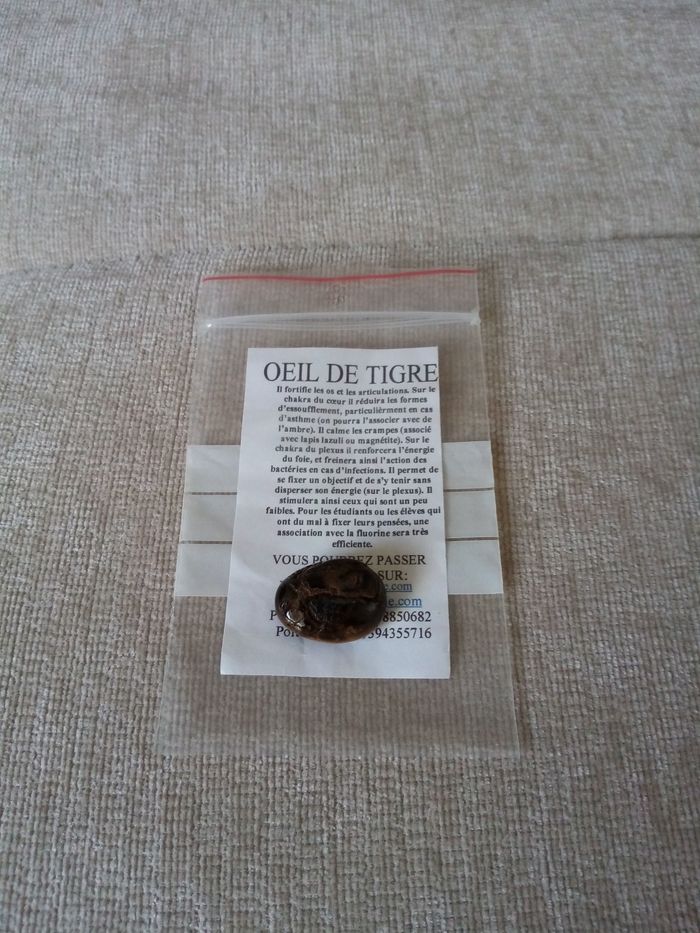 OEIL DE TIGRE
Il fortifie les os et les articulations. Sur le
chakra du cœur il réduira les formes
d'essoufflement, particulièrment en cas
d'asthme (on pourra l'associer avec de
l'ambre). Il calme les crampes (associé
avec lapis lazuli ou magnétite). Sur le
chakra du plexus il renforcera l'énergie
du foie, et freinera ainsi l'action des
bactéries en cas d'infections. Il permet de
se fixer un objectif et de s'y tenir sans
disperser son énergie (sur le plexus). Il
stimulera ainsi ceux qui sont un peu
faibles. Pour les étudiants ou les élèves qui
ont du mal à fixer leurs pensées, une
association avec la fluorine sera très
efficiente.
VOUS POURREZ PASSER
SUR:
e.com
e.com
8850682
594355716